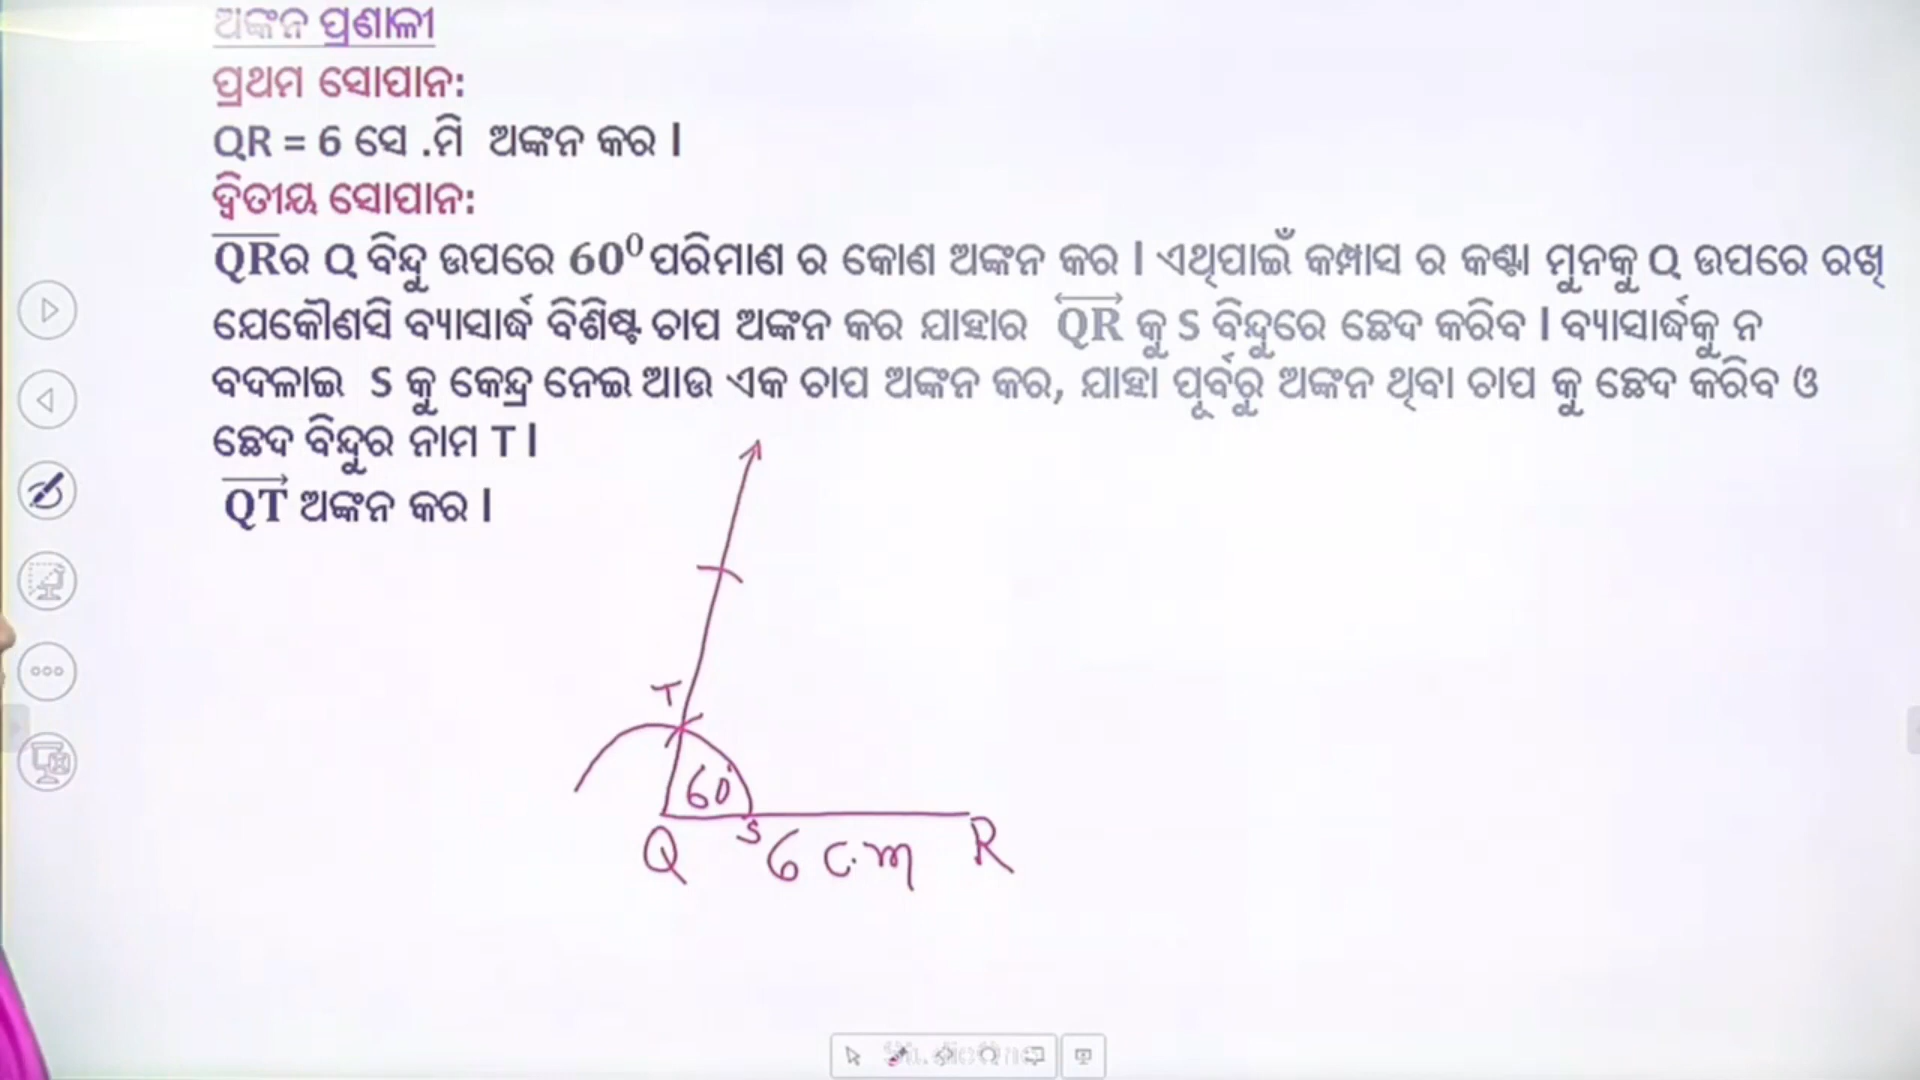 ଅଙ୍କନ ପ୍ରଣାଳୀ
ପ୍ରଥମ ସୋପାନ:
QR = 6 ସେ .ମି ଅଙ୍କନ କର |
ଦ୍ଵିତୀୟ ସୋପାନ:
QRର Q ବିନ୍ଦୁ ଉପରେ 60⁰ ପରିମାଣ ର କୋଣ ଅଙ୍କନ କର | ଏଥିପାଇଁ କମ୍ପାସ ର କଣ୍ଟା ମୁନକୁ Q ଉପରେ ରଖି
ଯେକୌଣସି ବ୍ୟାସାର୍ଦ୍ଧ ବିଶିଷ୍ଟ ଚାପ ଅଙ୍କନ କର ଯାହାର QR କୁ S ବିନ୍ଦୁରେ ଛେଦ କରିବ | ବ୍ୟାସାର୍ଦ୍ଧକୁ ନ
ବଦଳାଇ S କୁ କେନ୍ଦ୍ର ନେଇ ଆଉ ଏକ ଚାପ ଅଙ୍କନ କର, ଯାହା ପୂର୍ବରୁ ଅଙ୍କନ ଥିବା ଚାପ କୁ ଛେଦ କରିବ ଓ
ଛେଦ ବିନ୍ଦୁର ନାମ T |
QT ଅଙ୍କନ କର |
T
60°
Q S 6 c.m R